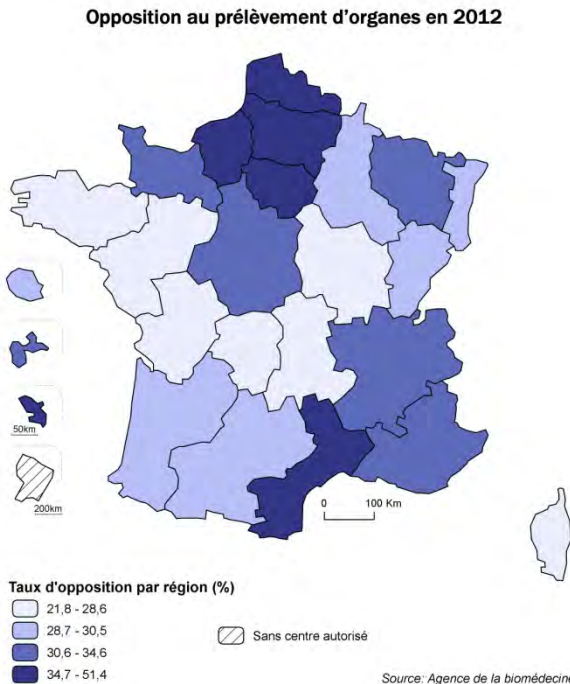 Opposition au prélèvement d'organes en 2012
50km
200km
0 100 Km
Taux d'opposition par région (%)
21,8 - 28,6
28,7 - 30,5
30,6 - 34,6
34,7 - 51,4
Sans centre autorisé
Source: Agence de la biomédecine